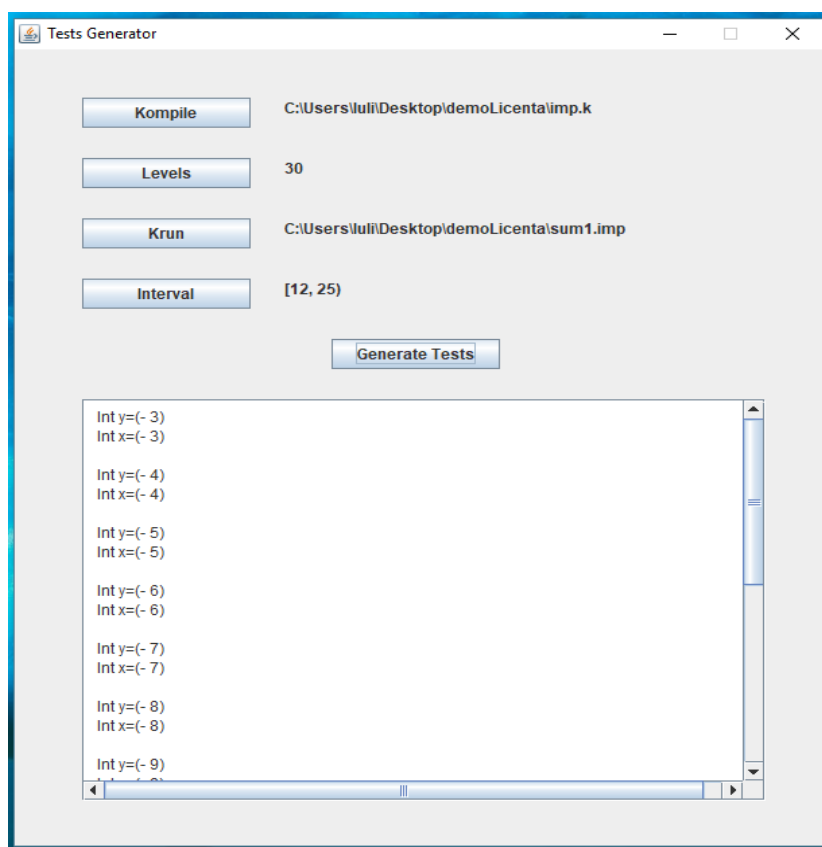 Tests Generator
Kompile C:\Users\Iuli\Desktop\demoLicenta\imp.k
Levels 30
Krun C:\Users\Iuli\Desktop\demoLicenta\sum1.imp
Interval [12, 25)
Generate Tests
Int y=(- 3)
Int x=(- 3)
Int y=(- 4)
Int x=(- 4)
Int y=(- 5)
Int x=(- 5)
Int y=(- 6)
Int x=(- 6)
Int y=(- 7)
Int x=(- 7)
Int y=(- 8)
Int x=(- 8)
Int y=(- 9)